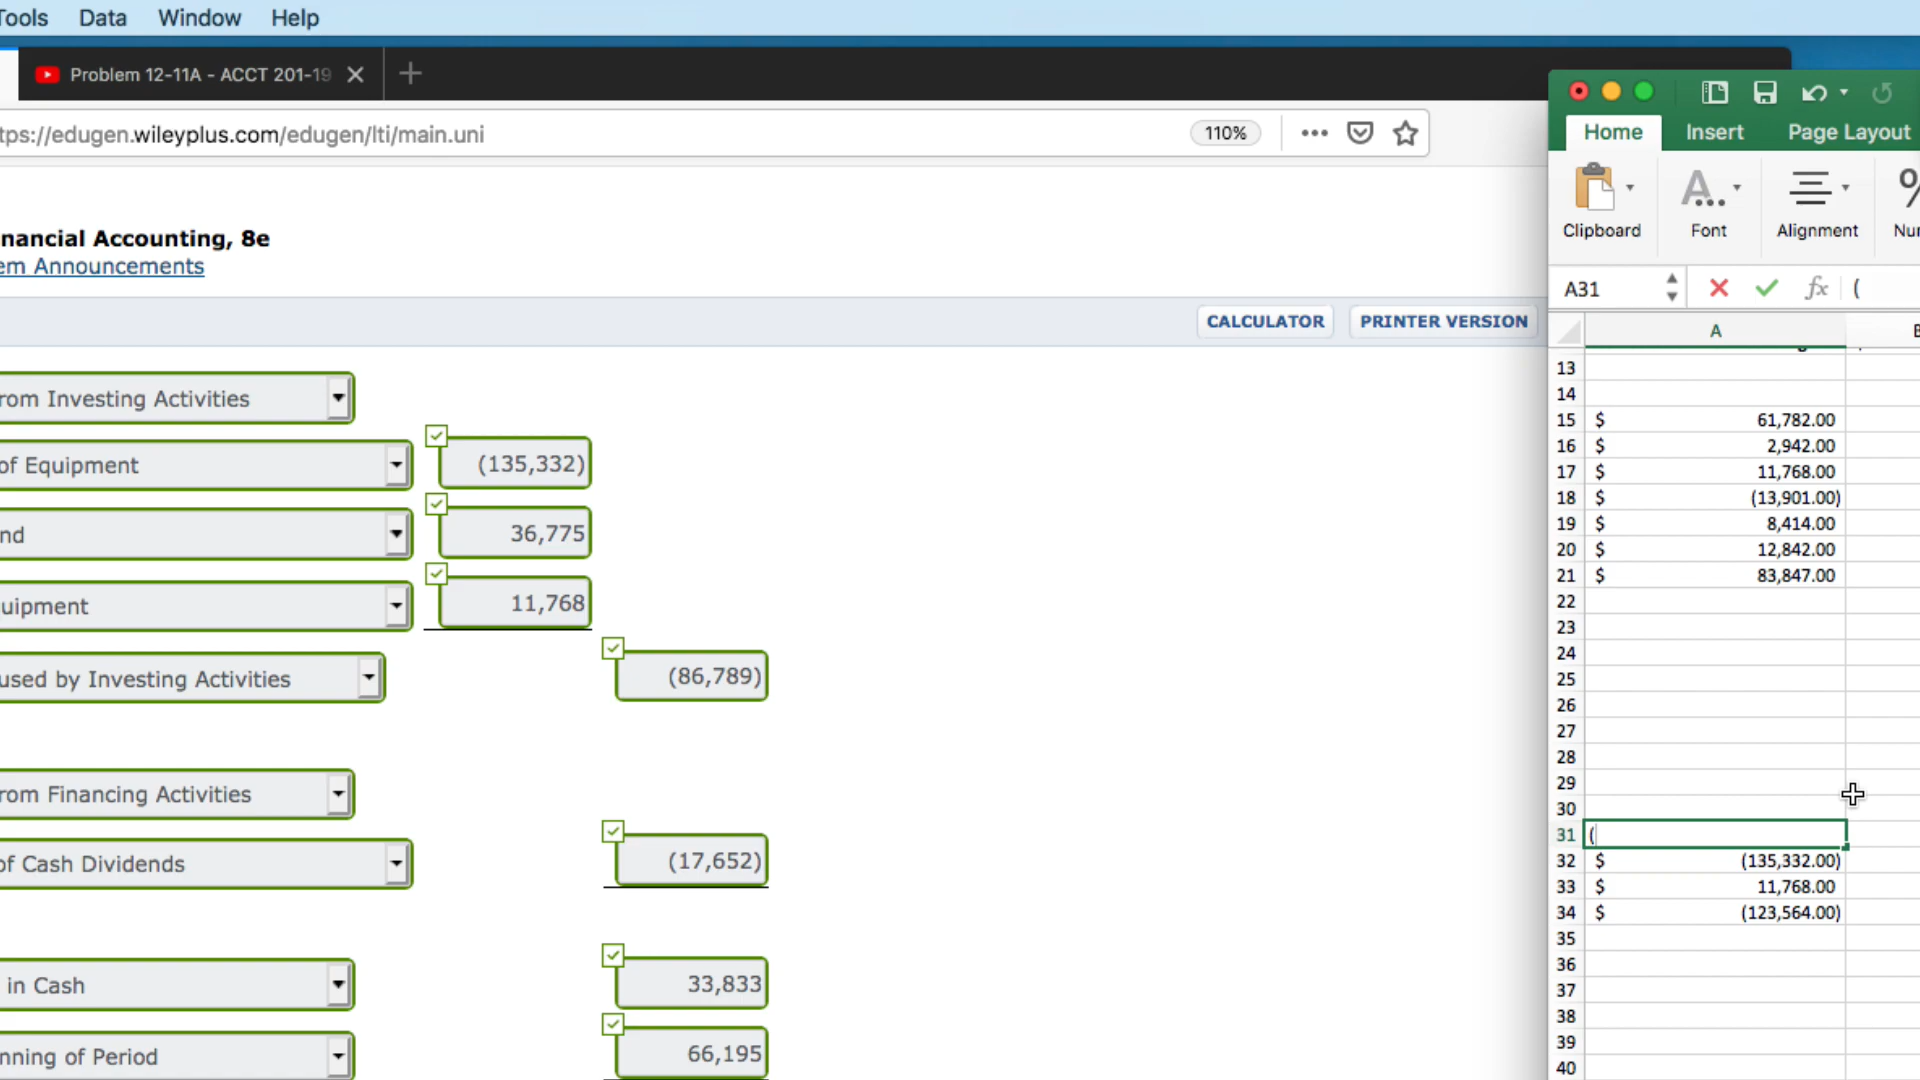 Tools Data Window Help
Problem 12-11A - ACCT 201-19
tps://edugen.wileyplus.com/edugen/lti/main.uni
110%
nancial Accounting, 8e
em Announcements
CALCULATOR PRINTER VERSION
rom Investing Activities
of Equipment (135,332)
nd 36,775
quipment 11,768
used by Investing Activities (86,789)
rom Financing Activities
of Cash Dividends (17,652)
in Cash 33,833
nning of Period 66,195
Home Insert Page Layout
Clipboard Font Alignment Nu
A31 fx (
A
13
14
15 $ 61,782.00
16 $ 2,942.00
17 $ 11,768.00
18 $ (13,901.00)
19 $ 8,414.00
20 $ 12,842.00
21 $ 83,847.00
22
23
24
25
26
27
28
29
30
31 (
32 $ (135,332.00)
33 $ 11,768.00
34 $ (123,564.00)
35
36
37
38
39
40